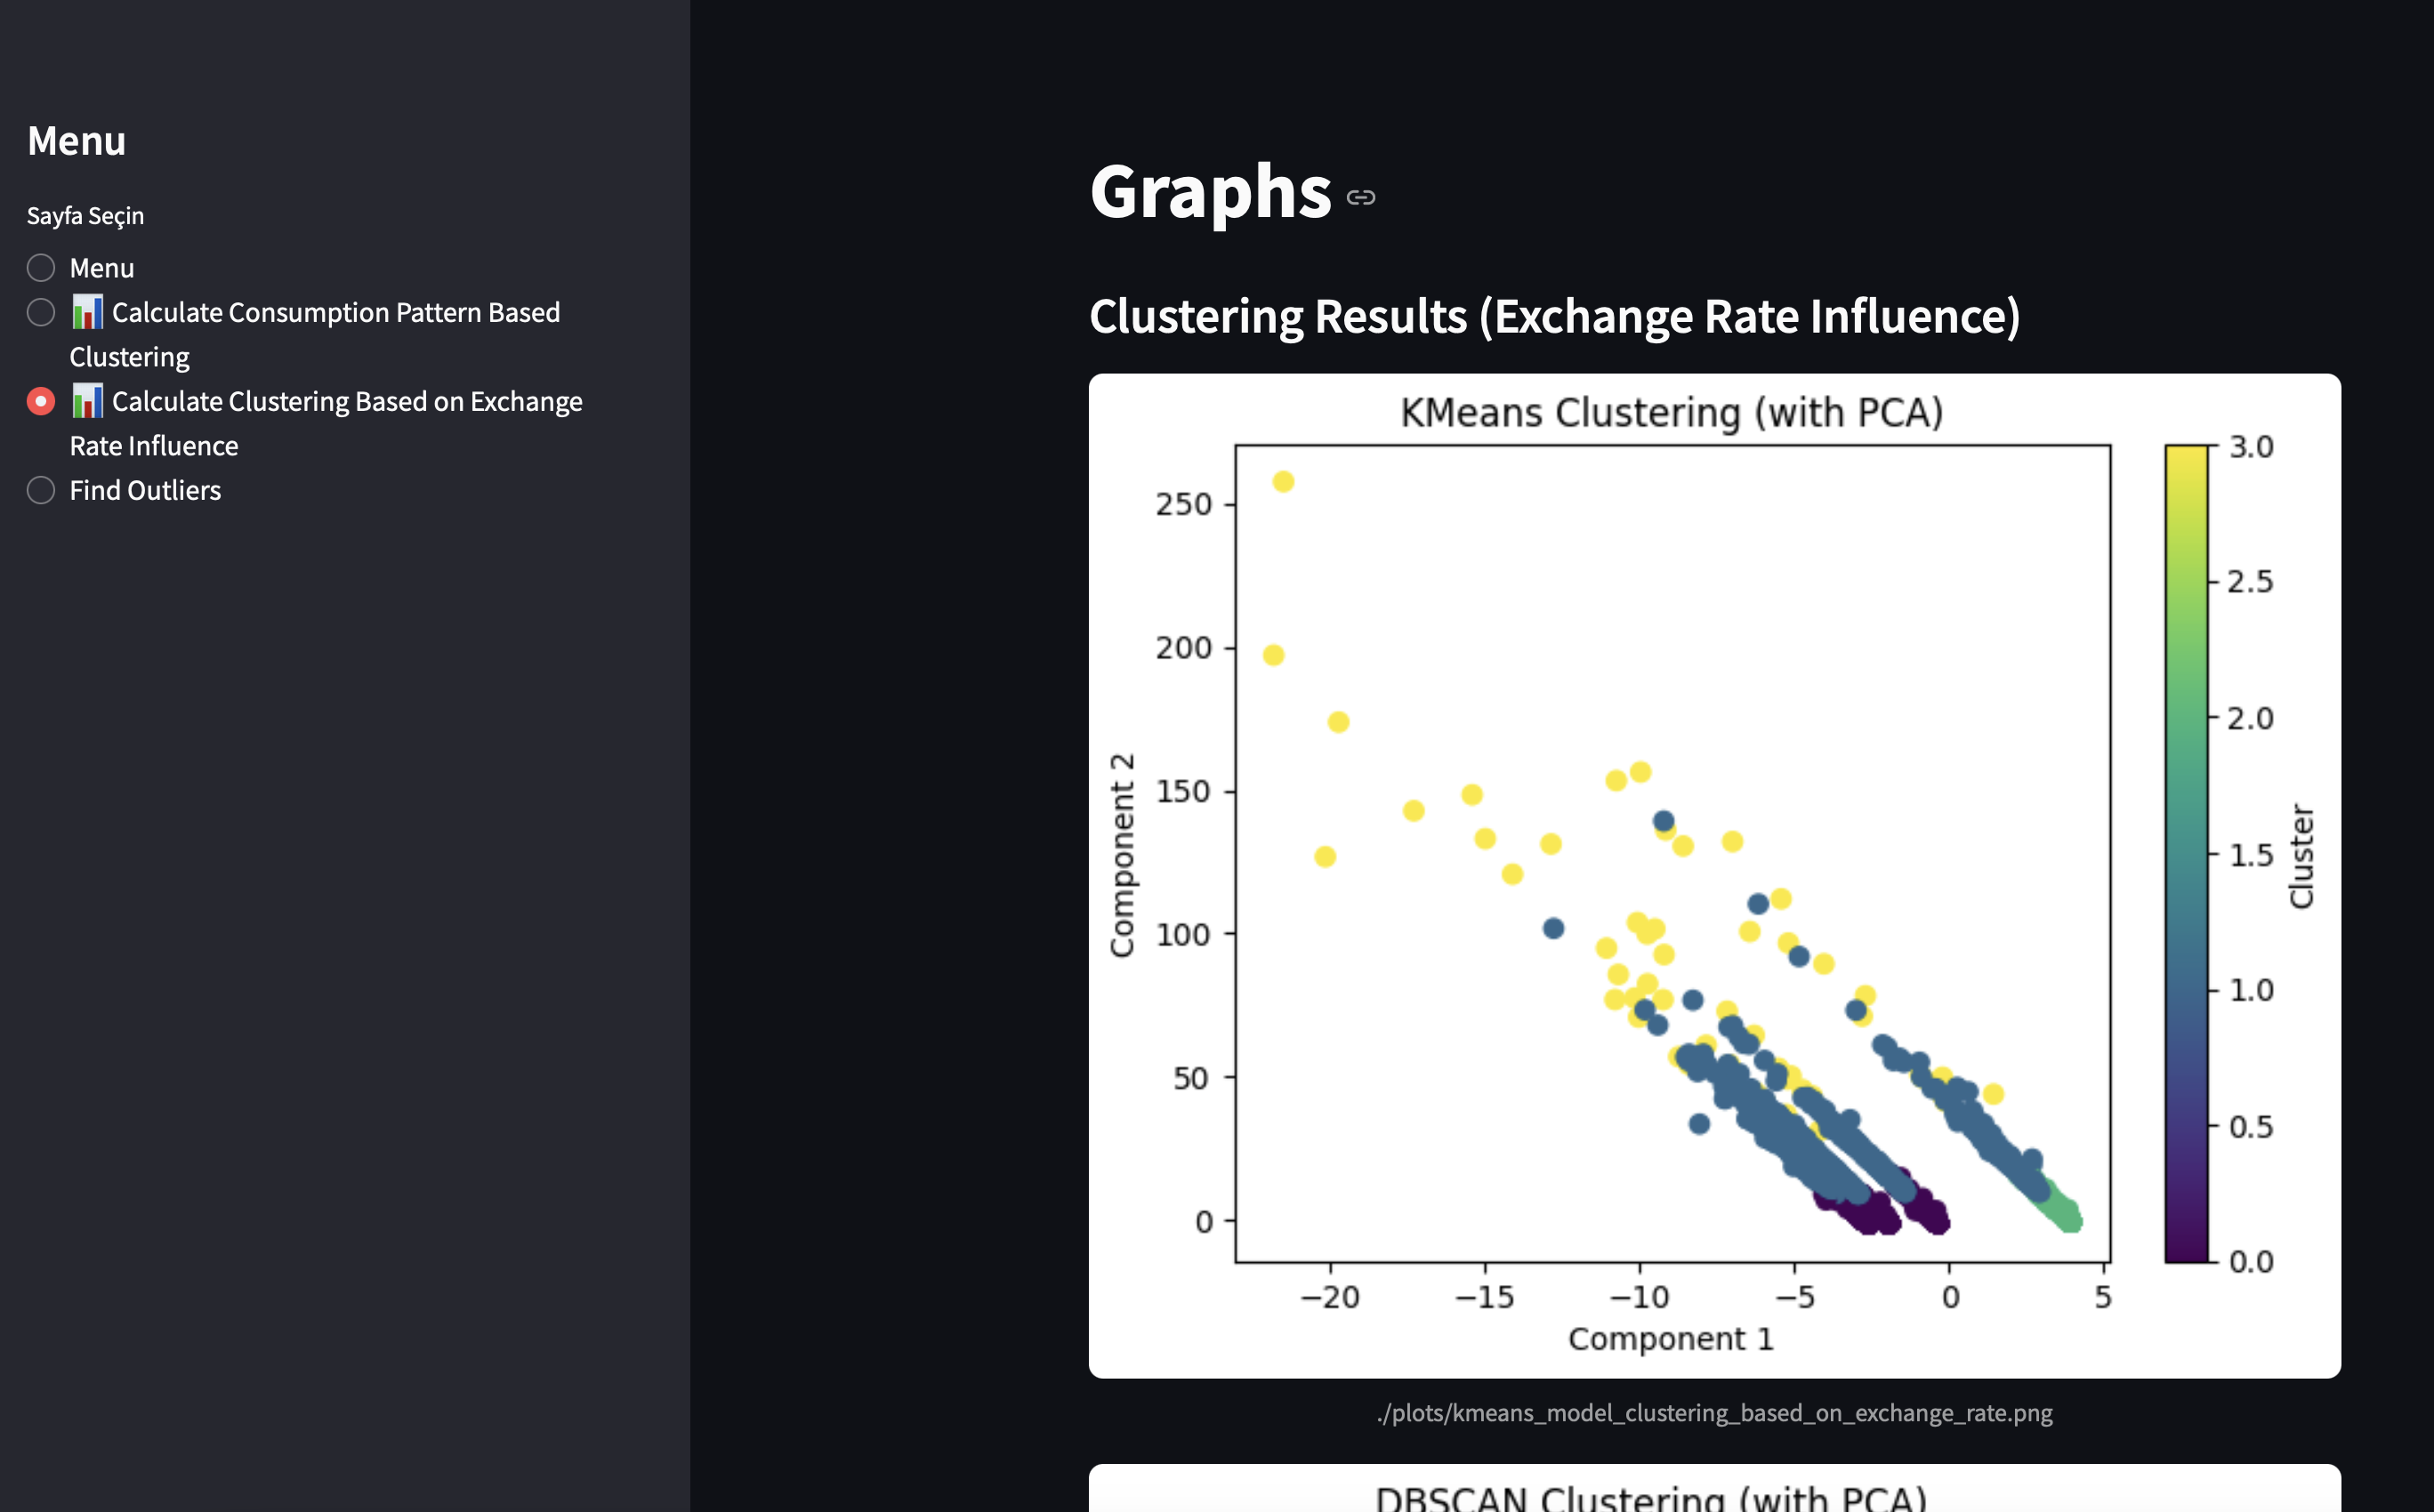 Menu
Sayfa Seçin
Menu
📊 Calculate Consumption Pattern Based
Clustering
📊 Calculate Clustering Based on Exchange
Rate Influence
Find Outliers
Graphs
Clustering Results (Exchange Rate Influence)
KMeans Clustering (with PCA)
250
200
150
100
50
0
Component 2
−20
−15
−10
−5
0
5
Component 1
3.0
2.5
2.0
1.5
1.0
0.5
0.0
Cluster
./plots/kmeans_model_clustering_based_on_exchange_rate.png
DBSCAN Clustering (with PCA)